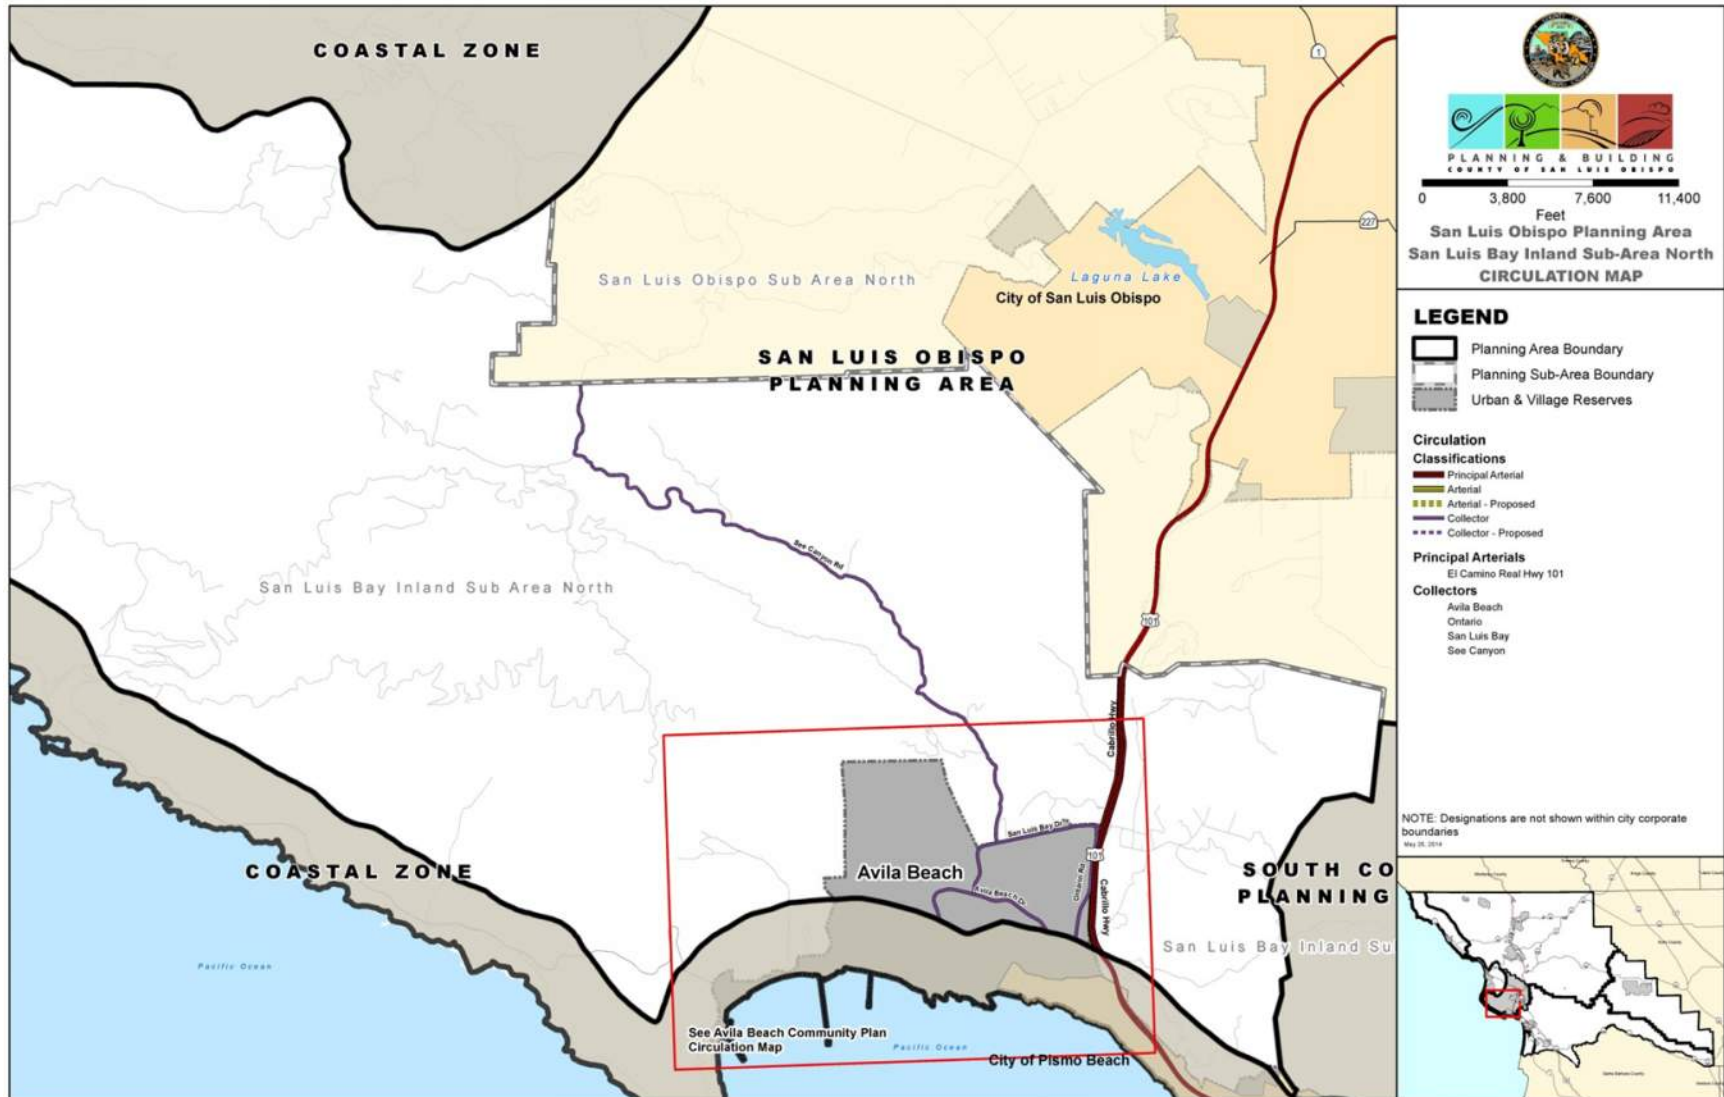 COASTAL ZONE
1
227
San Luis Obispo Sub Area North
Laguna Lake
City of San Luis Obispo
SAN LUIS OBISPO
PLANNING AREA
See Canyon Rd
San Luis Bay Inland Sub Area North
101
Cabrillo Hwy
San Luis Bay Dr
101
Avila Beach
Ontario Rd
Avila Beach Dr
Cabrillo Hwy
COASTAL ZONE
SOUTH CO
PLANNING
San Luis Bay Inland Su
Pacific Ocean
See Avila Beach Community Plan
Circulation Map
Pacific Ocean
City of Pismo Beach
PLANNING & BUILDING
COUNTY OF SAN LUIS OBISPO
0 3,800 7,600 11,400
Feet
San Luis Obispo Planning Area
San Luis Bay Inland Sub-Area North
CIRCULATION MAP
LEGEND
Planning Area Boundary
Planning Sub-Area Boundary
Urban & Village Reserves
Circulation
Classifications
Principal Arterial
Arterial
Arterial - Proposed
Collector
Collector - Proposed
Principal Arterials
El Camino Real Hwy 101
Collectors
Avila Beach
Ontario
San Luis Bay
See Canyon
NOTE: Designations are not shown within city corporate
boundaries